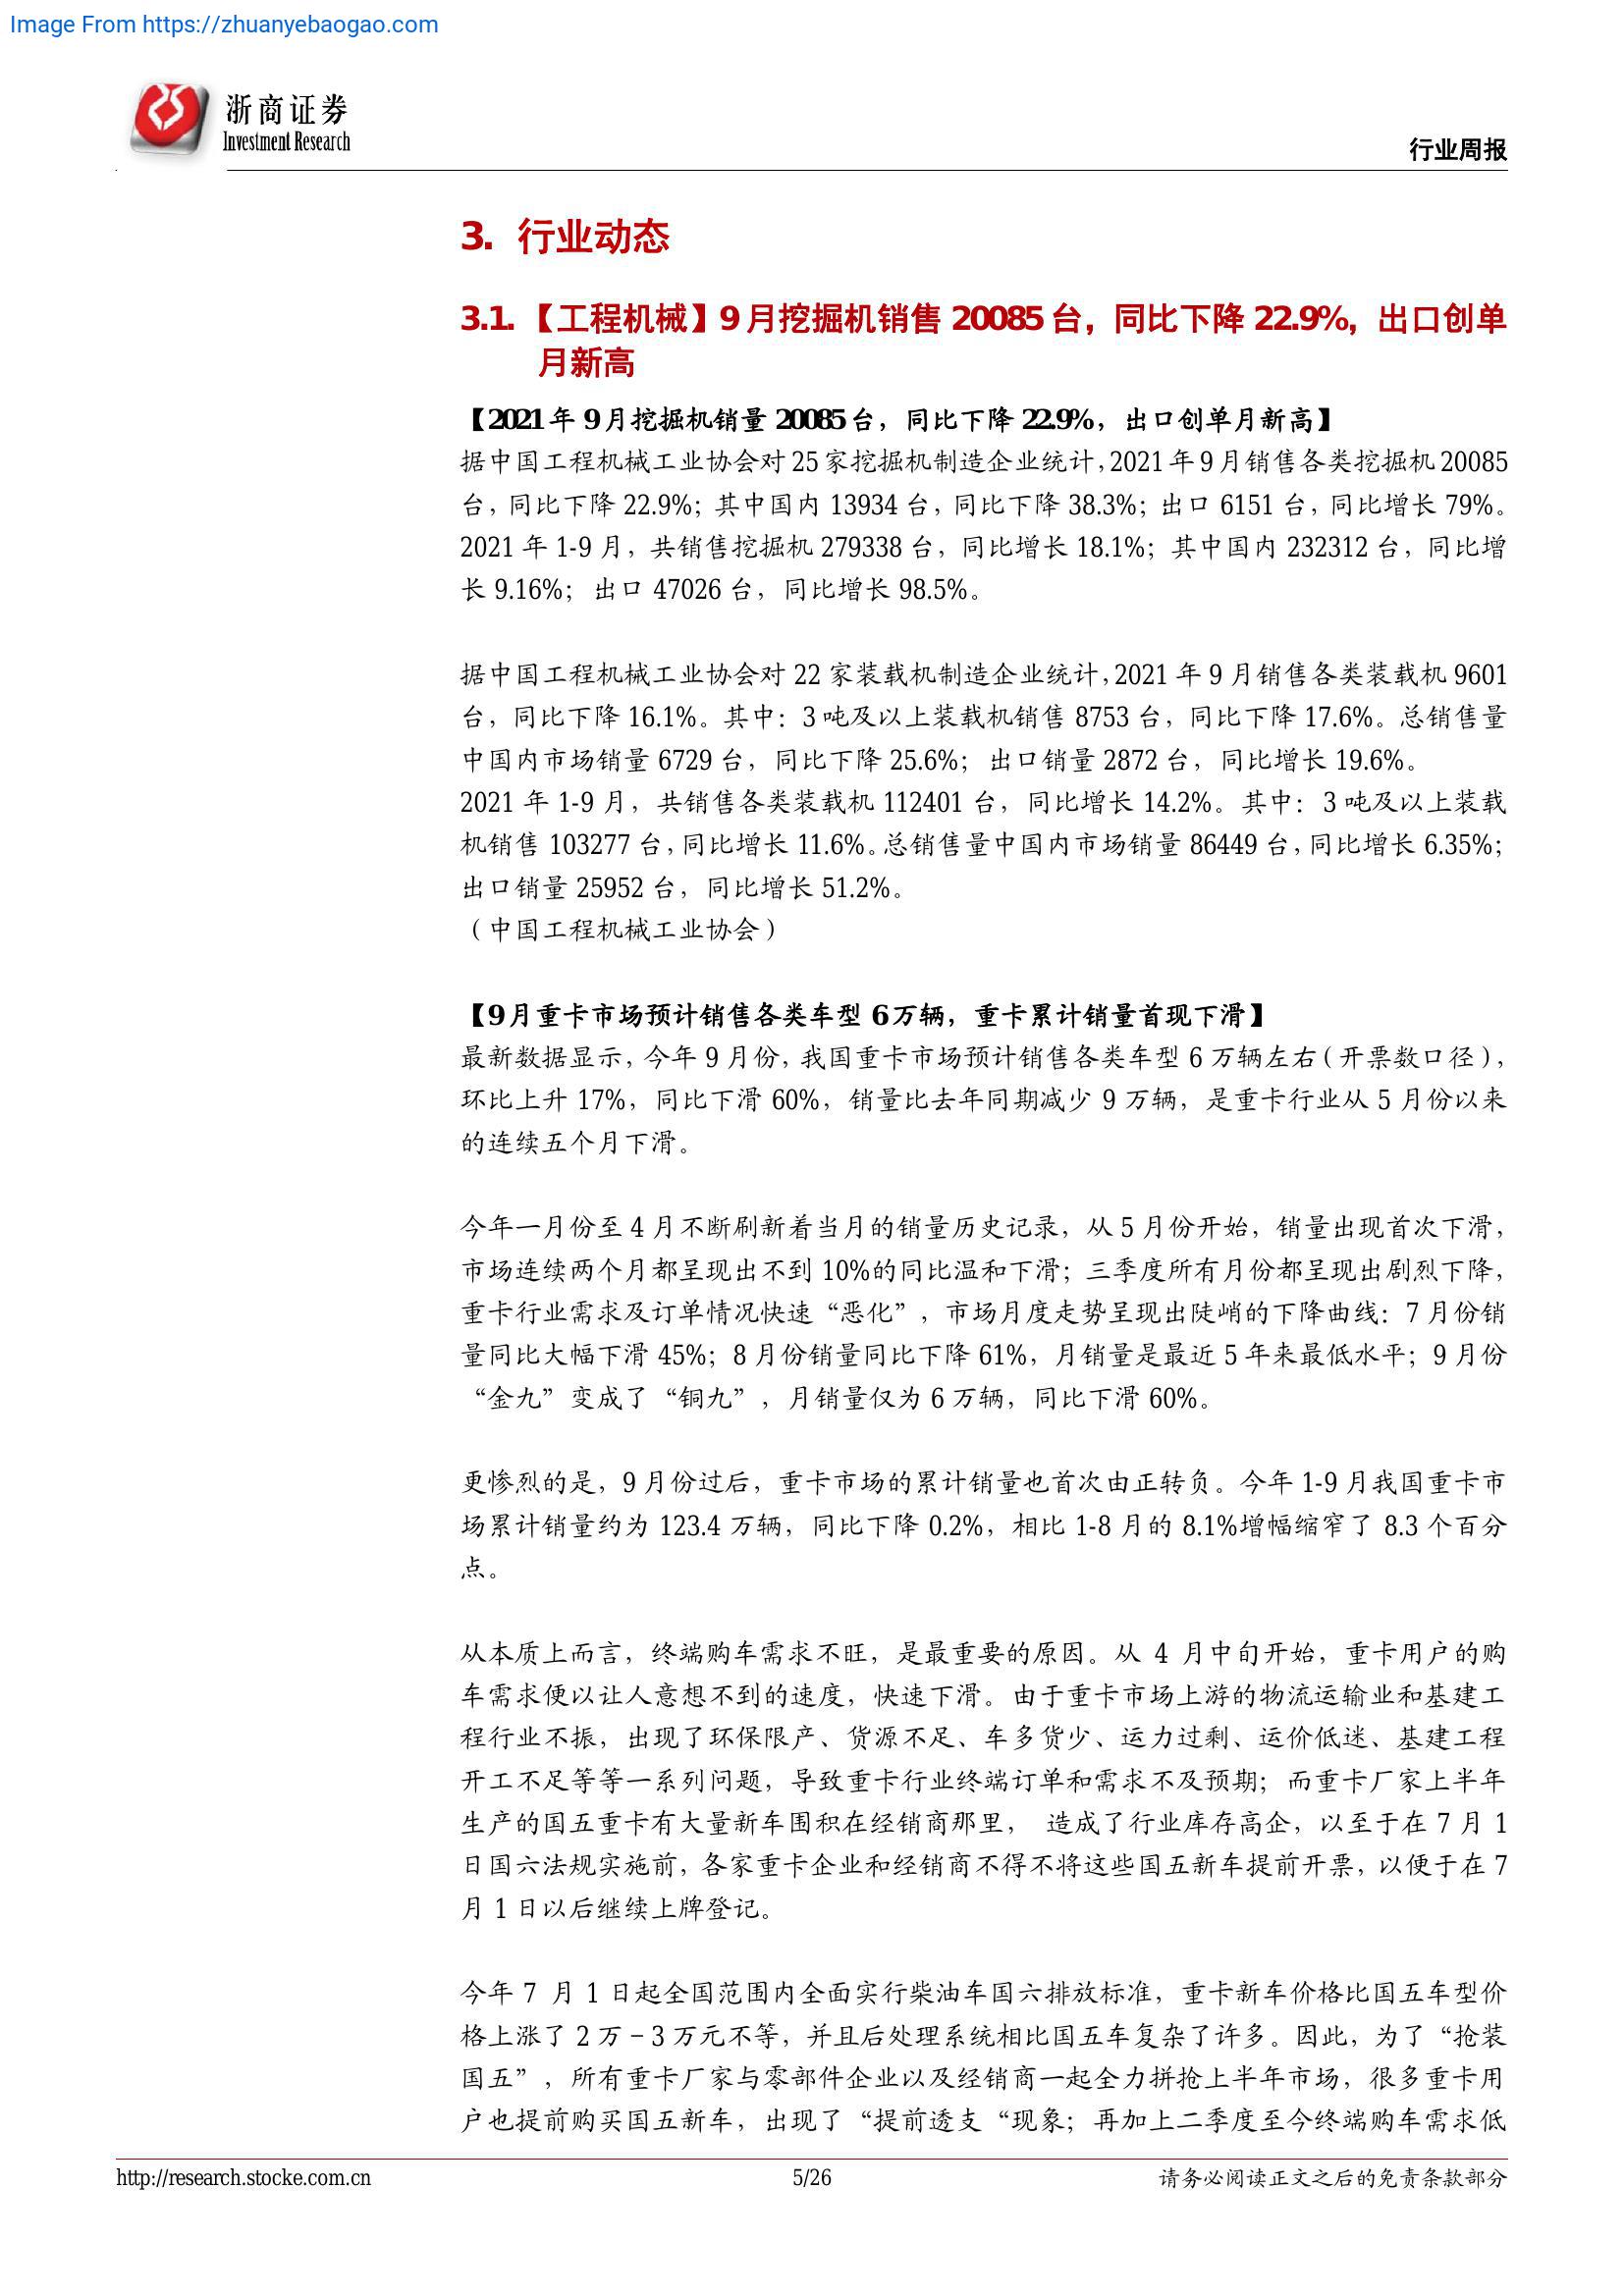 Image From https://zhuanyebaogao.com
浙商证券
Investment Research
行业周报
3. 行业动态
3.1.【工程机械】9月挖掘机销售 20085 台，同比下降 22.9%，出口创单
月新高
【2021 年 9 月挖掘机销量 20085 台，同比下降 22.9%，出口创单月新高】
据中国工程机械工业协会对 25 家挖掘机制造企业统计，2021 年 9 月销售各类挖掘机 20085
台，同比下降 22.9%；其中国内 13934 台，同比下降 38.3%；出口 6151 台，同比增长 79%。
2021 年 1-9 月，共销售挖掘机 279338 台，同比增长 18.1%；其中国内 232312 台，同比增
长 9.16%；出口 47026 台，同比增长 98.5%。
据中国工程机械工业协会对 22 家装载机制造企业统计，2021 年 9 月销售各类装载机 9601
台，同比下降 16.1%。其中：3 吨及以上装载机销售 8753 台，同比下降 17.6%。总销售量
中国内市场销量 6729 台，同比下降 25.6%；出口销量 2872 台，同比增长 19.6%。
2021 年 1-9 月，共销售各类装载机 112401 台，同比增长 14.2%。其中：3 吨及以上装载
机销售 103277 台，同比增长 11.6%。总销售量中国内市场销量 86449 台，同比增长 6.35%；
出口销量 25952 台，同比增长 51.2%。
（中国工程机械工业协会）
【9月重卡市场预计销售各类车型 6万辆，重卡累计销量首现下滑】
最新数据显示，今年 9 月份，我国重卡市场预计销售各类车型 6 万辆左右（开票数口径），
环比上升 17%，同比下滑 60%，销量比去年同期减少 9 万辆，是重卡行业从 5 月份以来
的连续五个月下滑。
今年一月份至 4 月不断刷新着当月的销量历史记录，从 5 月份开始，销量出现首次下滑，
市场连续两个月都呈现出不到 10%的同比温和下滑；三季度所有月份都呈现出剧烈下降，
重卡行业需求及订单情况快速“恶化”，市场月度走势呈现出陡峭的下降曲线：7 月份销
量同比大幅下滑 45%；8 月份销量同比下降 61%，月销量是最近 5 年来最低水平；9 月份
“金九”变成了“铜九”，月销量仅为 6 万辆，同比下滑 60%。
更惨烈的是，9 月份过后，重卡市场的累计销量也首次由正转负。今年 1-9 月我国重卡市
场累计销量约为 123.4 万辆，同比下降 0.2%，相比 1-8 月的 8.1%增幅缩窄了 8.3 个百分
点。
从本质上而言，终端购车需求不旺，是最重要的原因。从 4 月中旬开始，重卡用户的购
车需求便以让人意想不到的速度，快速下滑。由于重卡市场上游的物流运输业和基建工
程行业不振，出现了环保限产、货源不足、车多货少、运力过剩、运价低迷、基建工程
开工不足等等一系列问题，导致重卡行业终端订单和需求不及预期；而重卡厂家上半年
生产的国五重卡有大量新车囤积在经销商那里， 造成了行业库存高企，以至于在 7 月 1
日国六法规实施前，各家重卡企业和经销商不得不将这些国五新车提前开票，以便于在 7
月 1 日以后继续上牌登记。
今年 7 月 1 日起全国范围内全面实行柴油车国六排放标准，重卡新车价格比国五车型价
格上涨了 2 万－3 万元不等，并且后处理系统相比国五车复杂了许多。因此，为了“抢装
国五”，所有重卡厂家与零部件企业以及经销商一起全力拼抢上半年市场，很多重卡用
户也提前购买国五新车，出现了“提前透支“现象；再加上二季度至今终端购车需求低
http://research.stocke.com.cn
5/26
请务必阅读正文之后的免责条款部分